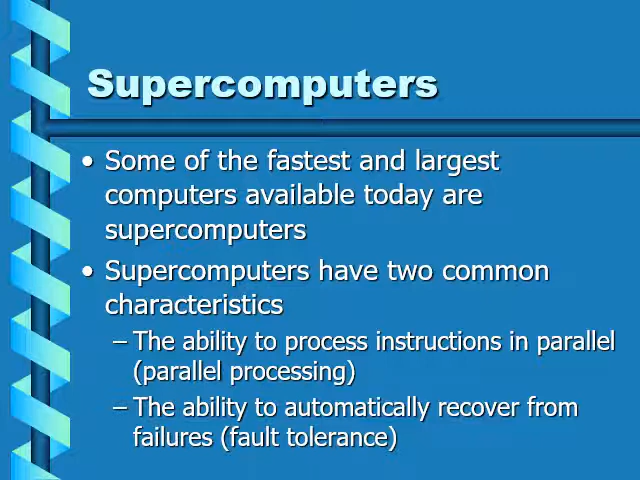 Supercomputers
• Some of the fastest and largest
computers available today are
supercomputers
• Supercomputers have two common
characteristics
– The ability to process instructions in parallel
(parallel processing)
– The ability to automatically recover from
failures (fault tolerance)